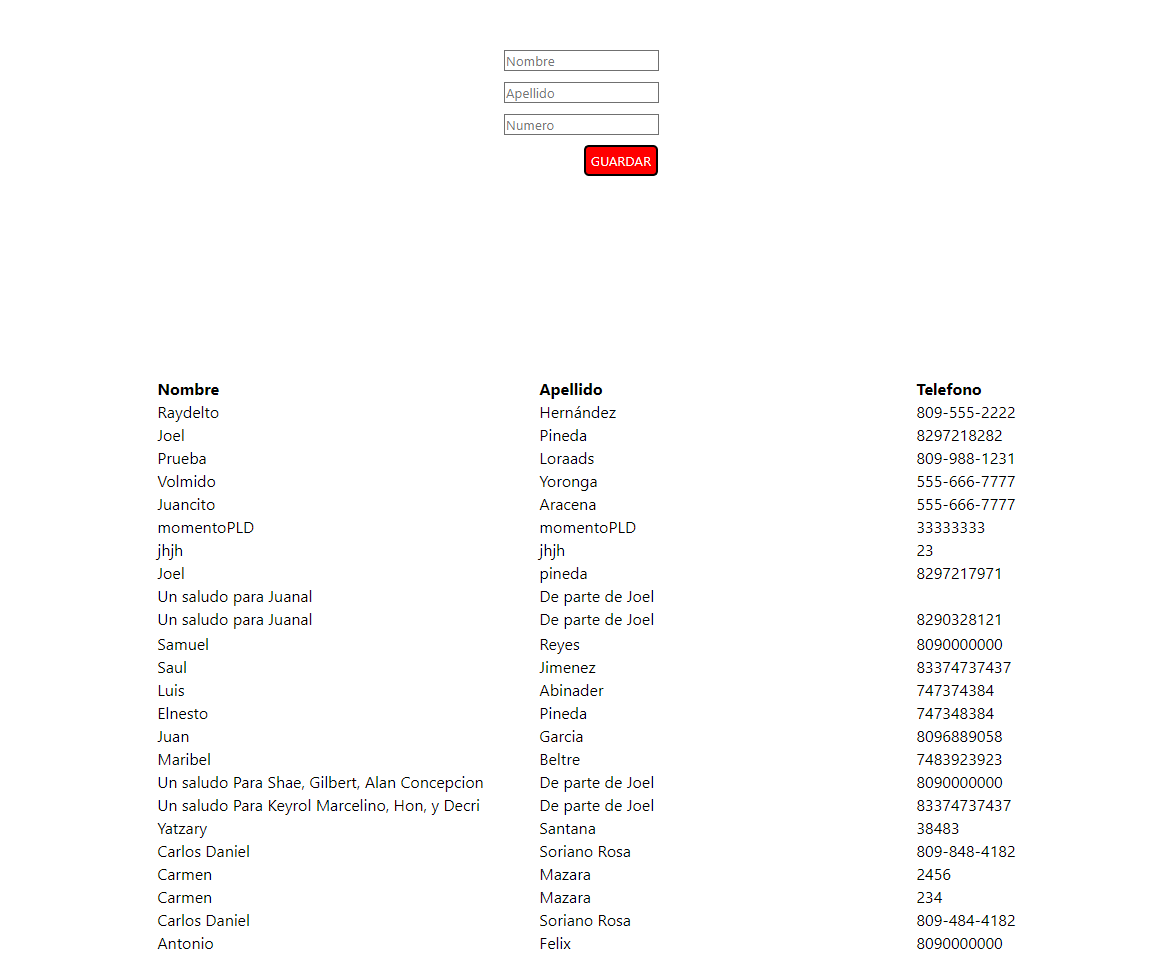 Nombre
Apellido
Numero
GUARDAR
Nombre Apellido Telefono
Raydelto Hernández 809-555-2222
Joel Pineda 8297218282
Prueba Loraads 809-988-1231
Volmido Yoronga 555-666-7777
Juancito Aracena 555-666-7777
momentoPLD momentoPLD 33333333
jhjh jhjh 23
Joel pineda 8297217971
Un saludo para Juanal De parte de Joel
Un saludo para Juanal De parte de Joel 8290328121
Samuel Reyes 8090000000
Saul Jimenez 83374737437
Luis Abinader 747374384
Elnesto Pineda 747348384
Juan Garcia 8096889058
Maribel Beltre 7483923923
Un saludo Para Shae, Gilbert, Alan Concepcion De parte de Joel 8090000000
Un saludo Para Keyrol Marcelino, Hon, y Decri De parte de Joel 83374737437
Yatzary Santana 38483
Carlos Daniel Soriano Rosa 809-848-4182
Carmen Mazara 2456
Carmen Mazara 234
Carlos Daniel Soriano Rosa 809-484-4182
Antonio Felix 8090000000